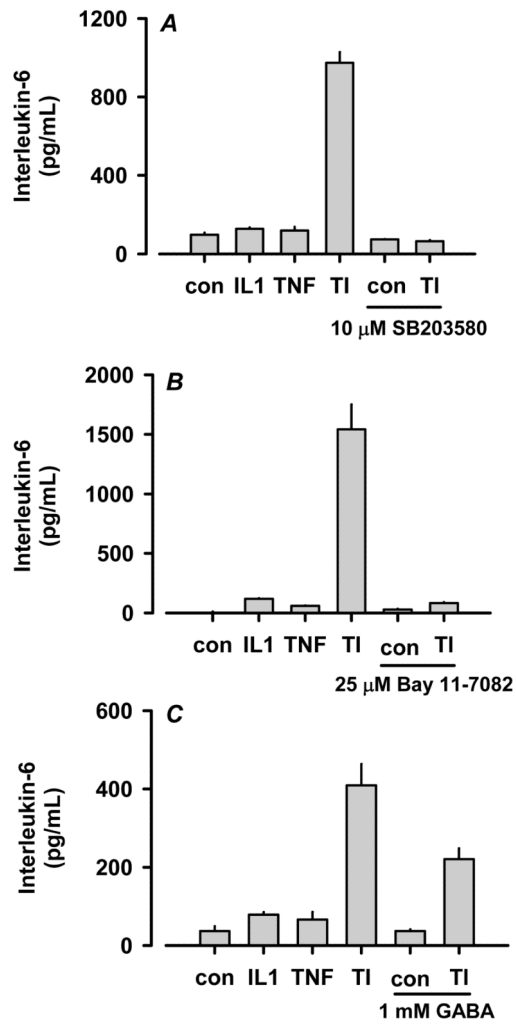 A
1200
800
400
0
Interleukin-6
(pg/mL)
con IL1 TNF TI con TI
10 μM SB203580
B
2000
1500
1000
500
0
Interleukin-6
(pg/mL)
con IL1 TNF TI con TI
25 μM Bay 11-7082
C
600
400
200
0
Interleukin-6
(pg/mL)
con IL1 TNF TI con TI
1 mM GABA